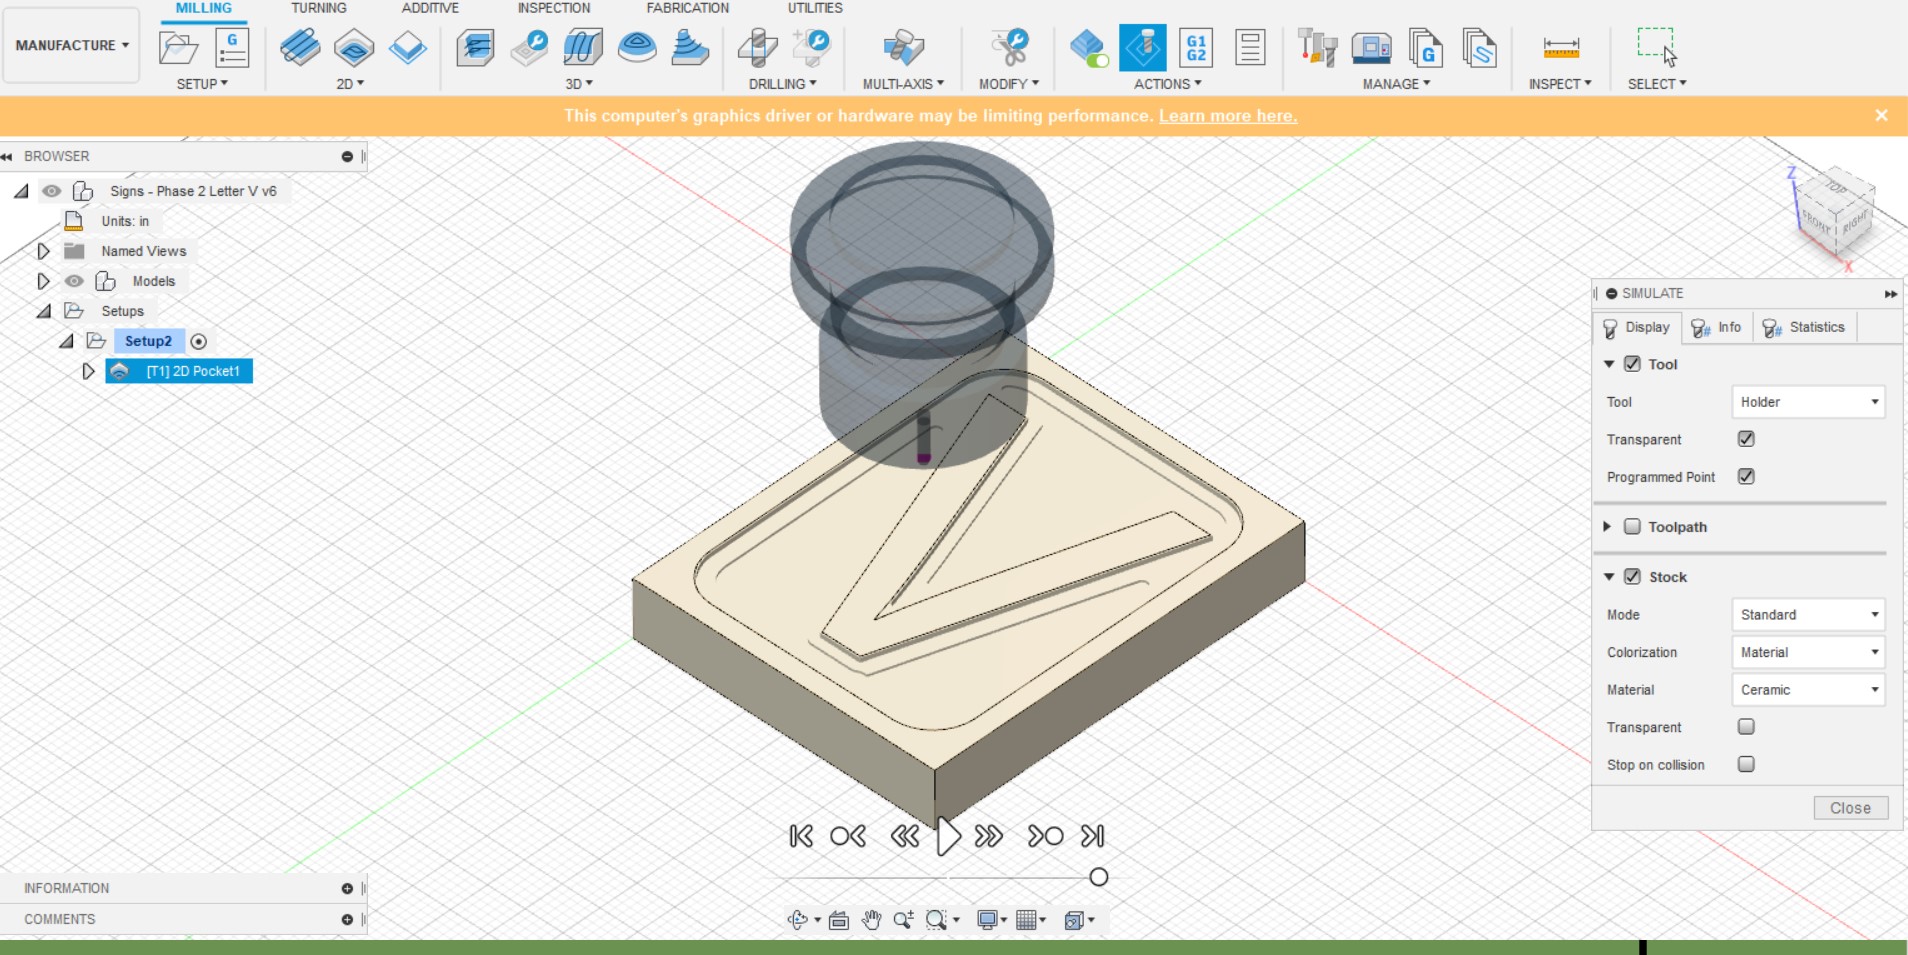 MILLING TURNING ADDITIVE INSPECTION FABRICATION UTILITIES
MANUFACTURE
G
G1
G2
G
SETUP 2D 3D DRILLING MULTI-AXIS MODIFY ACTIONS MANAGE INSPECT SELECT
This computer's graphics driver or hardware may be limiting performance. Learn more here.
BROWSER
Signs - Phase 2 Letter V v6
Units: in
Named Views
Models
Setups
Setup2
[T1] 2D Pocket1
Z
TOP
FRONT
RIGHT
X
SIMULATE
Display Info Statistics
Tool
Tool Holder
Transparent
Programmed Point
Toolpath
Stock
Mode Standard
Colorization Material
Material Ceramic
Transparent
Stop on collision
Close
INFORMATION
COMMENTS